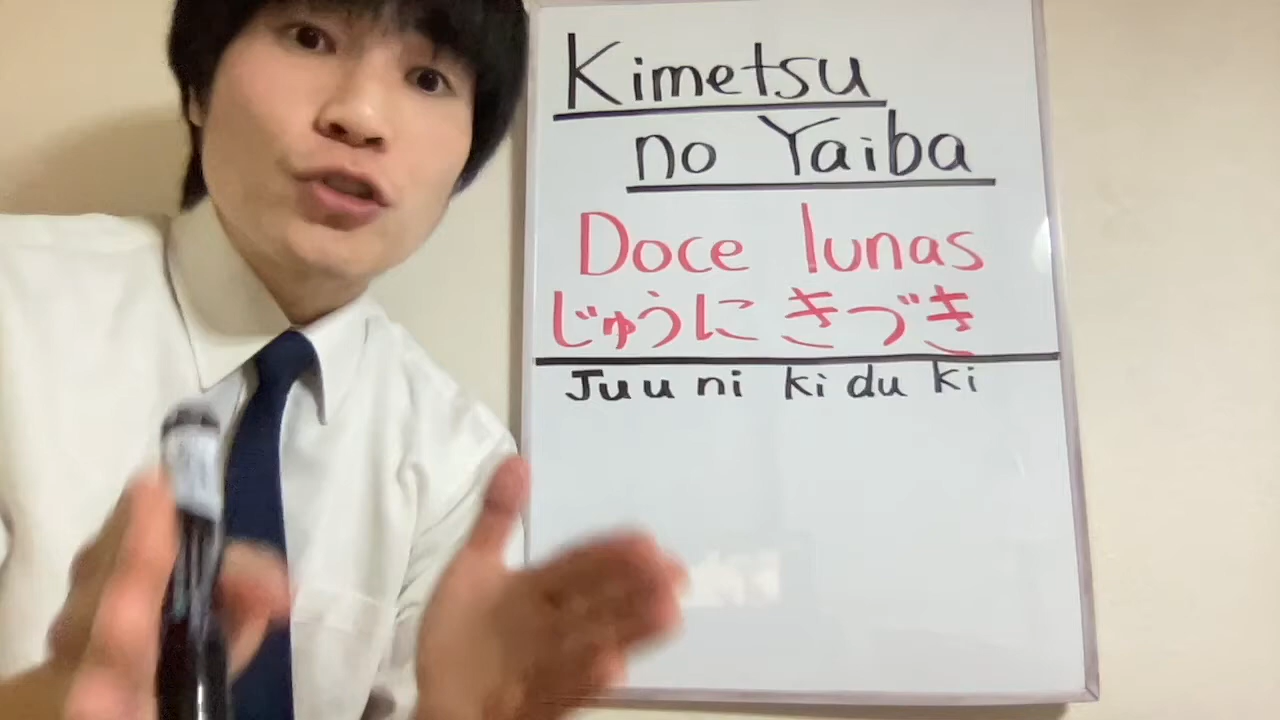 Kimetsu
no Yaiba
Doce lunas
じゅうに きづき
Juu ni ki du ki